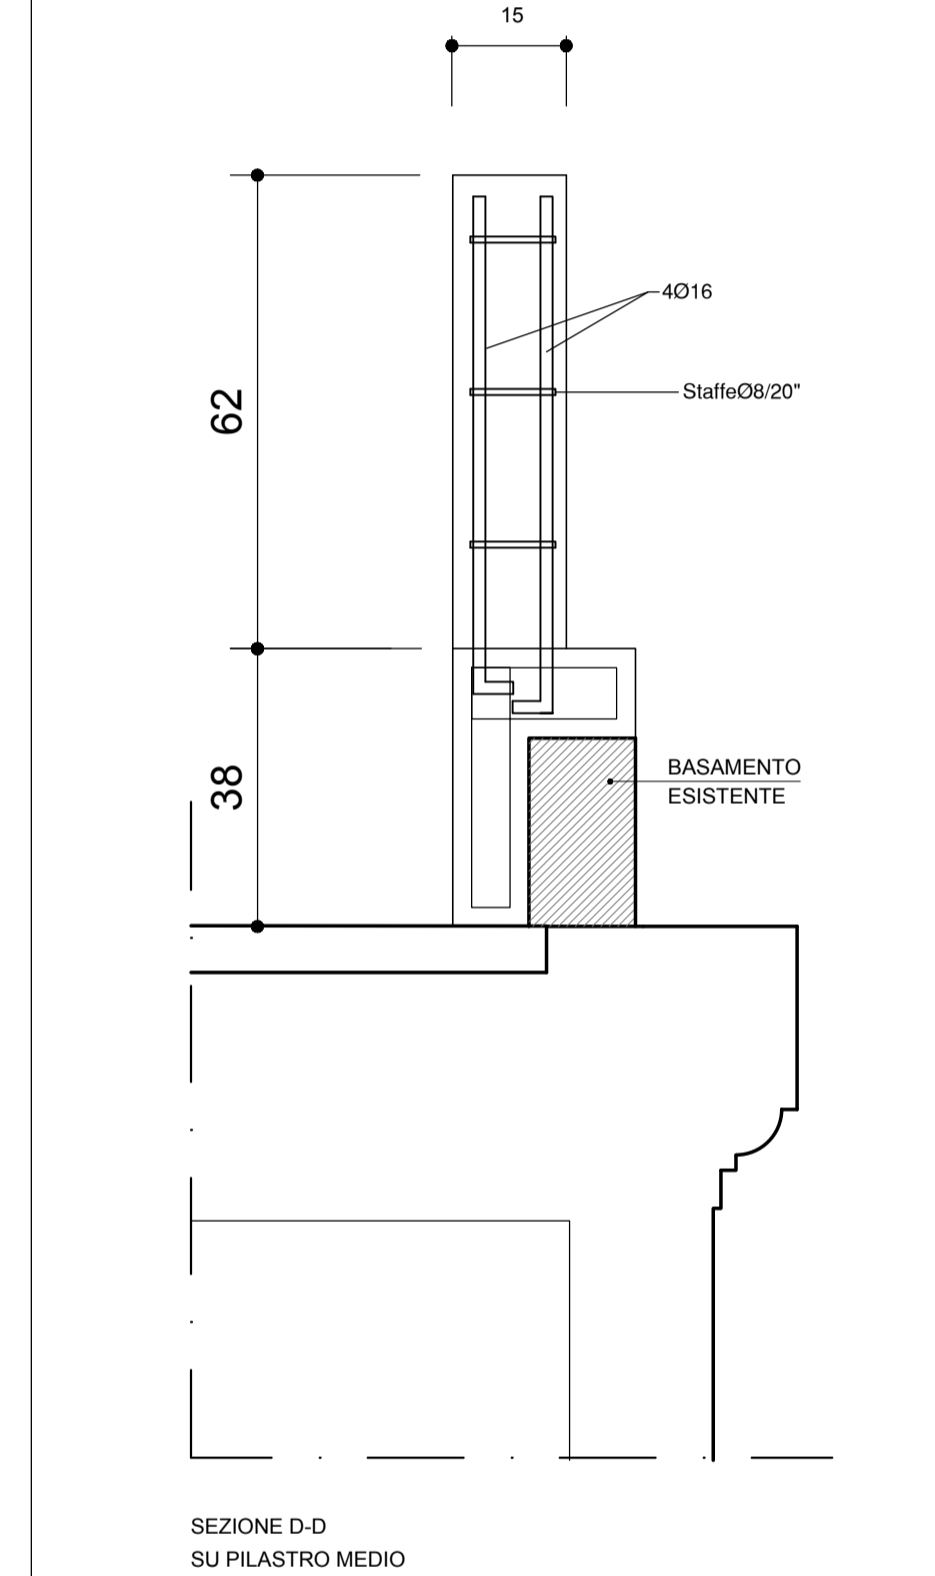 15
4Ø16
62
StaffeØ8/20"
38
BASAMENTO
ESISTENTE
SEZIONE D-D
SU PILASTRO MEDIO